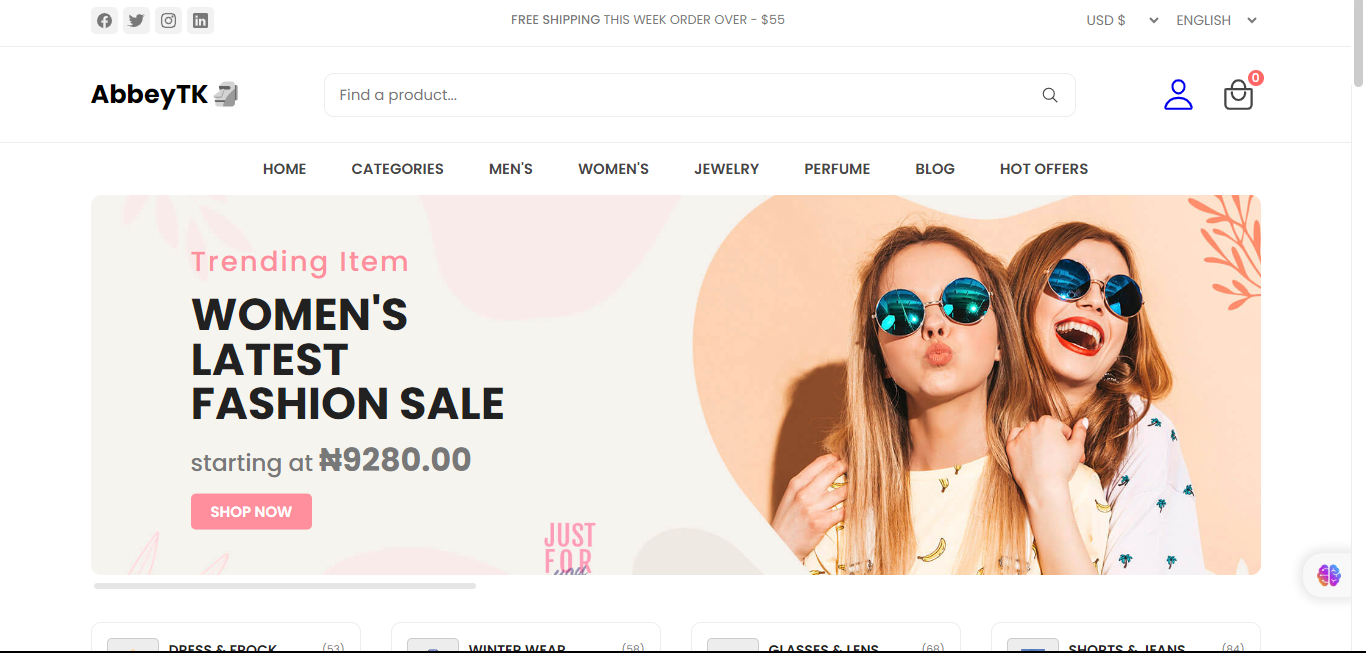 FREE SHIPPING THIS WEEK ORDER OVER - $55
USD $
ENGLISH
AbbeyTK
Find a product...
0
HOME
CATEGORIES
MEN'S
WOMEN'S
JEWELRY
PERFUME
BLOG
HOT OFFERS
Trending Item
WOMEN'S
LATEST
FASHION SALE
starting at ₦9280.00
SHOP NOW
JUST
FOR
you
DRESS & FROCK
(53)
WINTER WEAR
(58)
GLASSES & LENS
(68)
SHORTS & JEANS
(84)